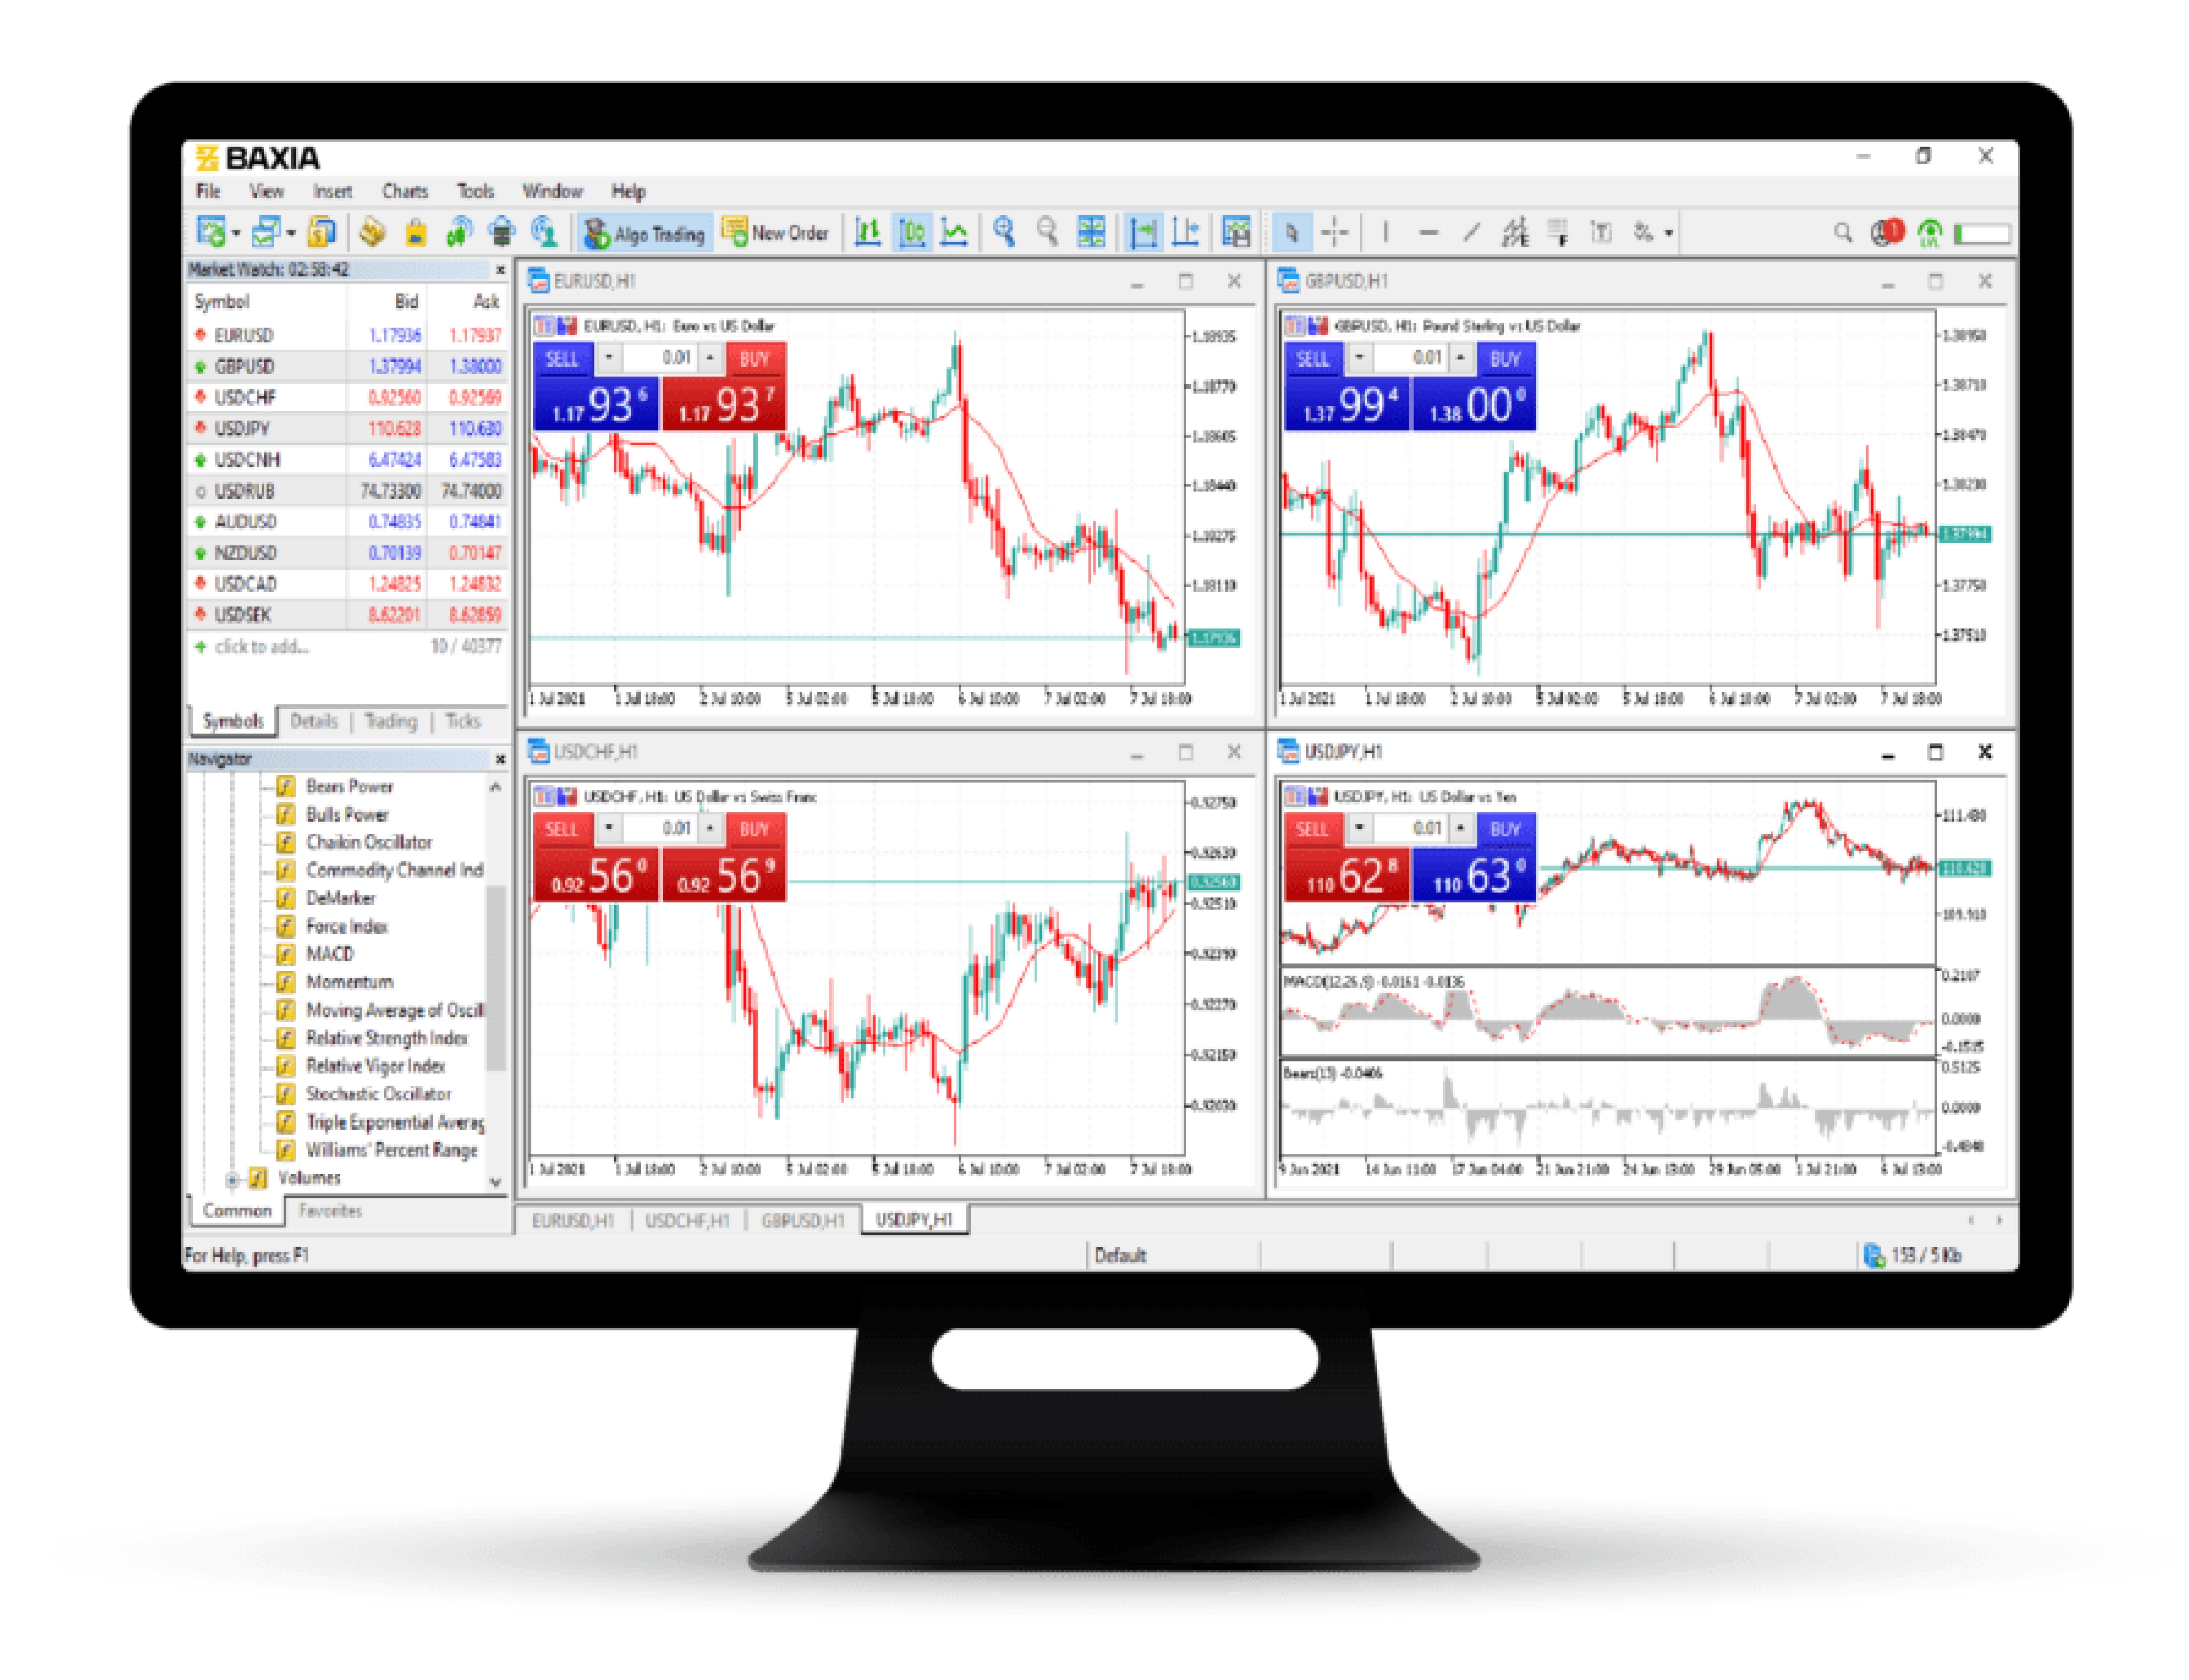 BAXIA
File View Insert Charts Tools Window Help
Algo Trading New Order
Market Watch: 02:58:42
Symbol Bid Ask
EURUSD 1.17936 1.17937
GBPUSD 1.37994 1.38000
USDCHF 0.92560 0.92569
USDJPY 110.628 110.630
USDCNH 6.47424 6.47583
USDRUB 74.73300 74.74000
AUDUSD 0.74835 0.74841
NZDUSD 0.70139 0.70147
USDCAD 1.24825 1.24832
USDSEK 8.62201 8.62859
click to add... 10 / 40377
Symbols Details Trading Ticks
Navigator
Bears Power
Bulls Power
Chaikin Oscillator
Commodity Channel Ind
DeMarker
Force Index
MACD
Momentum
Moving Average of Oscill
Relative Strength Index
Relative Vigor Index
Stochastic Oscillator
Triple Exponential Averag
Williams' Percent Range
Volumes
Common Favorites
EURUSD,H1
EURUSD, H1: Euro vs US Dollar
SELL 0.01 BUY
1.17 93 6 1.17 93 7
1.18935
1.18770
1.18605
1.18440
1.18275
1.18110
1.17936
1 Jul 2021 1 Jul 18:00 2 Jul 10:00 5 Jul 02:00 5 Jul 18:00 6 Jul 10:00 7 Jul 02:00 7 Jul 18:00
GBPUSD,H1
GBPUSD, H1: Pound Sterling vs US Dollar
SELL 0.01 BUY
1.37 99 4 1.38 00 0
1.38950
1.38710
1.38470
1.38230
1.37994
1.37750
1.37510
1 Jul 2021 1 Jul 18:00 2 Jul 10:00 5 Jul 02:00 5 Jul 18:00 6 Jul 10:00 7 Jul 02:00 7 Jul 18:00
USDCHF,H1
USDCHF, H1: US Dollar vs Swiss Franc
SELL 0.01 BUY
0.92 56 0 0.92 56 9
0.92750
0.92630
0.92560
0.92510
0.92390
0.92270
0.92150
0.92030
1 Jul 2021 1 Jul 18:00 2 Jul 10:00 5 Jul 02:00 5 Jul 18:00 6 Jul 10:00 7 Jul 02:00 7 Jul 18:00
USDJPY,H1
USDJPY, H1: US Dollar vs Yen
SELL 0.01 BUY
110 62 8 110 63 0
111.430
110.628
109.910
MACD(12,26,9) -0.0161 -0.0136
0.2107
0.0000
-0.1515
Bears(13) -0.0406
0.5125
0.0000
-0.4848
9 Jun 2021 14 Jun 11:00 17 Jun 04:00 21 Jun 21:00 24 Jun 13:00 29 Jun 05:00 1 Jul 21:00 6 Jul 13:00
EURUSD,H1 USDCHF,H1 GBPUSD,H1 USDJPY,H1
For Help, press F1 Default 153 / 5 Kb